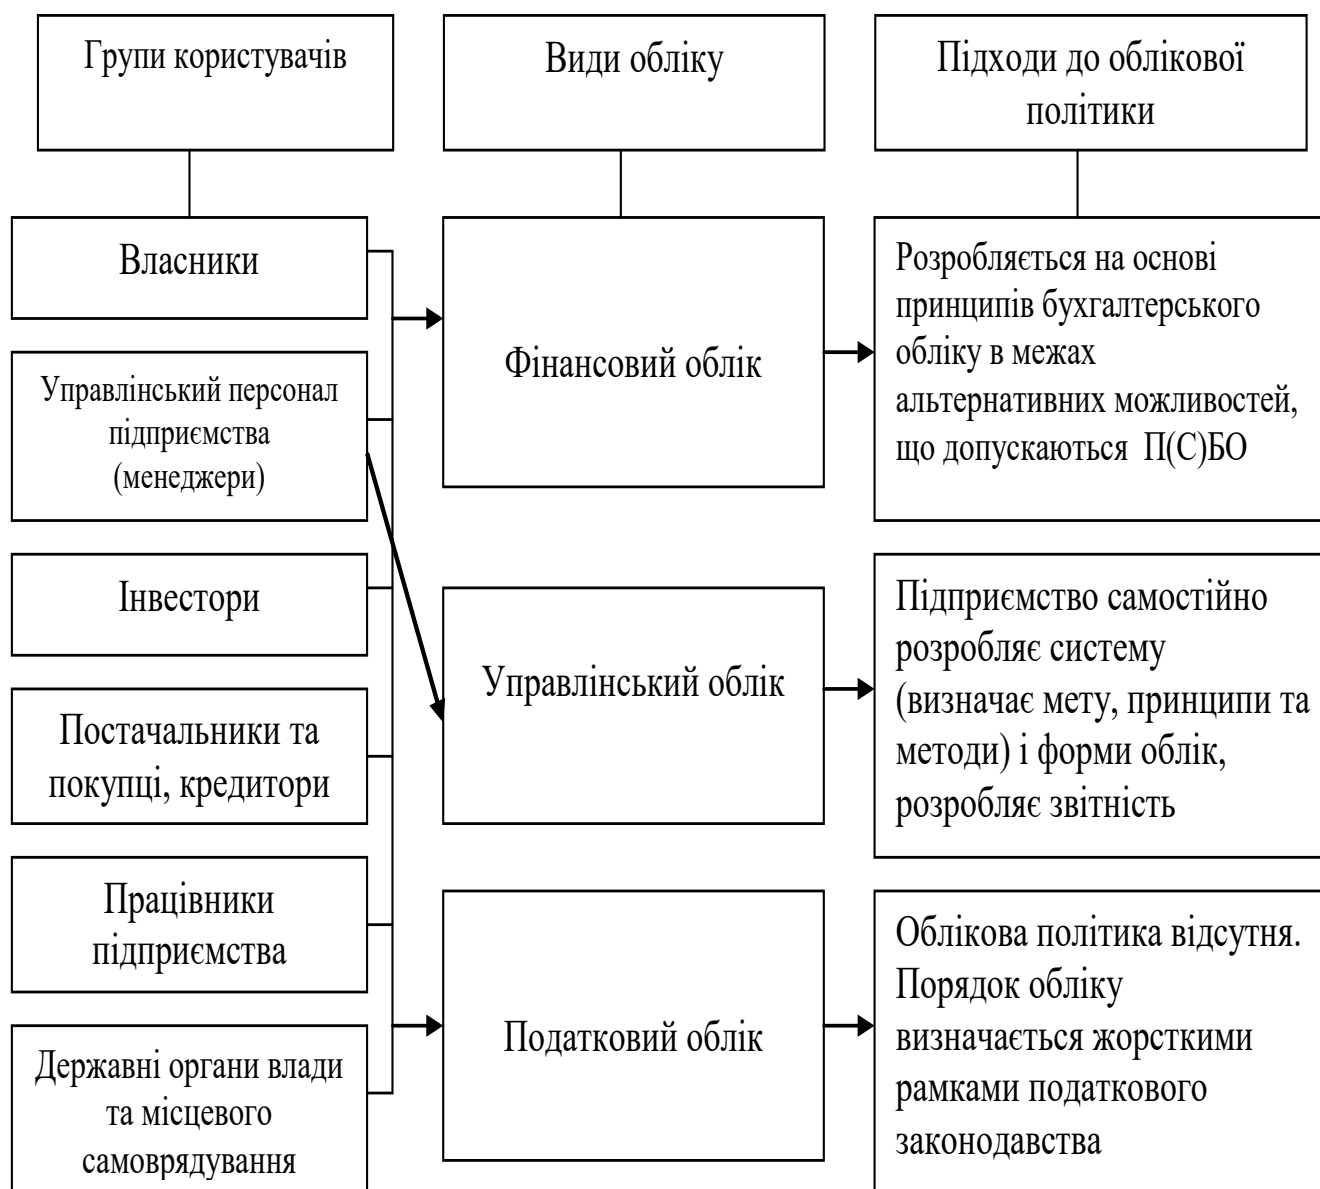 Групи користувачів
Види обліку
Підходи до облікової
політики
Власники
Управлінський персонал
підприємства
(менеджери)
Інвестори
Постачальники та
покупці, кредитори
Працівники
підприємства
Державні органи влади
та місцевого
самоврядування
Фінансовий облік
Управлінський облік
Податковий облік
Розробляється на основі
принципів бухгалтерського
обліку в межах
альтернативних можливостей,
що допускаються П(С)БО
Підприємство самостійно
розробляє систему
(визначає мету, принципи та
методи) і форми облік,
розробляє звітність
Облікова політика відсутня.
Порядок обліку
визначається жорсткими
рамками податкового
законодавства